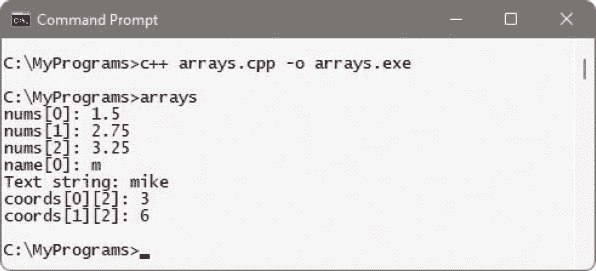 Command Prompt
C:\MyPrograms>c++ arrays.cpp -o arrays.exe
C:\MyPrograms>arrays
nums[0]: 1.5
nums[1]: 2.75
nums[2]: 3.25
name[0]: m
Text string: mike
coords[0][2]: 3
coords[1][2]: 6
C:\MyPrograms>_